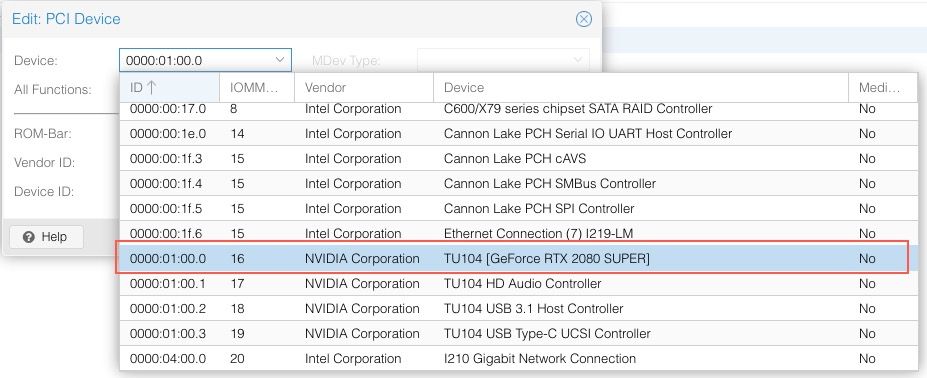 Edit: PCI Device
Device: 0000:01:00.0 MDev Type:
ID IOMM... Vendor Device Medi...
All Functions:
0000:00:17.0 8 Intel Corporation C600/X79 series chipset SATA RAID Controller No
0000:00:1e.0 14 Intel Corporation Cannon Lake PCH Serial IO UART Host Controller No
ROM-Bar:
0000:00:1f.3 15 Intel Corporation Cannon Lake PCH cAVS No
Vendor ID:
0000:00:1f.4 15 Intel Corporation Cannon Lake PCH SMBus Controller No
Device ID:
0000:00:1f.5 15 Intel Corporation Cannon Lake PCH SPI Controller No
0000:00:1f.6 15 Intel Corporation Ethernet Connection (7) I219-LM No
Help
0000:01:00.0 16 NVIDIA Corporation TU104 [GeForce RTX 2080 SUPER] No
0000:01:00.1 17 NVIDIA Corporation TU104 HD Audio Controller No
0000:01:00.2 18 NVIDIA Corporation TU104 USB 3.1 Host Controller No
0000:01:00.3 19 NVIDIA Corporation TU104 USB Type-C UCSI Controller No
0000:04:00.0 20 Intel Corporation I210 Gigabit Network Connection No